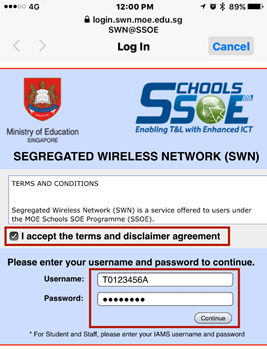 4G 12:00 PM 89%
login.swn.moe.edu.sg
SWN@SSOE
Log In Cancel
SCHOOLS
SSOE
Ministry of Education
SINGAPORE
Enabling T&L with Enhanced ICT
SEGREGATED WIRELESS NETWORK (SWN)
TERMS AND CONDITIONS
Segregated Wireless Network (SWN) is a service offered to users under
the MOE Schools SOE Programme (SSOE).
I accept the terms and disclaimer agreement
Please enter your username and password to continue.
Username: T0123456A
Password: ••••••••
Continue
* For Student and Staff, please enter your IAMS username and password